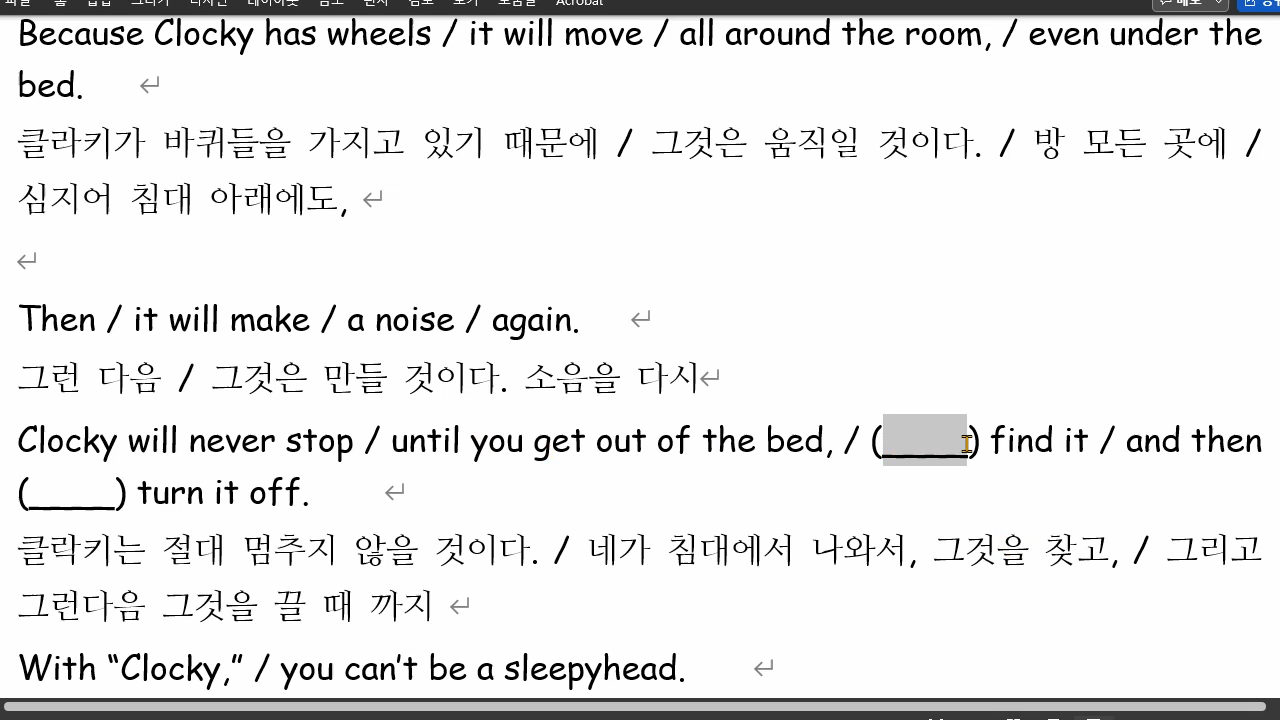 Because Clocky has wheels / it will move / all around the room, / even under the
bed. ↵
클라키가 바퀴들을 가지고 있기 때문에 / 그것은 움직일 것이다. / 방 모든 곳에 /
심지어 침대 아래에도, ↵
↵
Then / it will make / a noise / again. ↵
그런 다음 / 그것은 만들 것이다. 소음을 다시↵
Clocky will never stop / until you get out of the bed, / (_____) find it / and then
(_____) turn it off. ↵
클락키는 절대 멈추지 않을 것이다. / 네가 침대에서 나와서, 그것을 찾고, / 그리고
그런다음 그것을 끌 때 까지 ↵
With “Clocky,” / you can’t be a sleepyhead. ↵